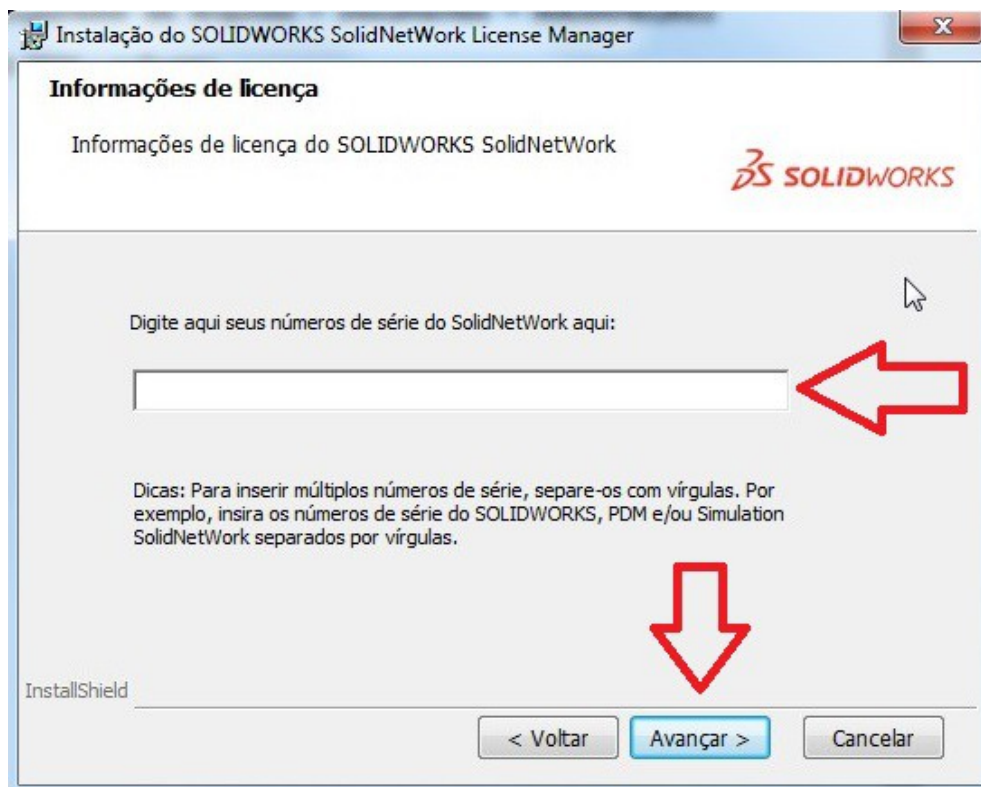 Instalação do SOLIDWORKS SolidNetWork License Manager
Informações de licença
Informações de licença do SOLIDWORKS SolidNetWork
SOLIDWORKS
Digite aqui seus números de série do SolidNetWork aqui:
Dicas: Para inserir múltiplos números de série, separe-os com vírgulas. Por
exemplo, insira os números de série do SOLIDWORKS, PDM e/ou Simulation
SolidNetWork separados por vírgulas.
InstallShield
< Voltar
Avançar >
Cancelar